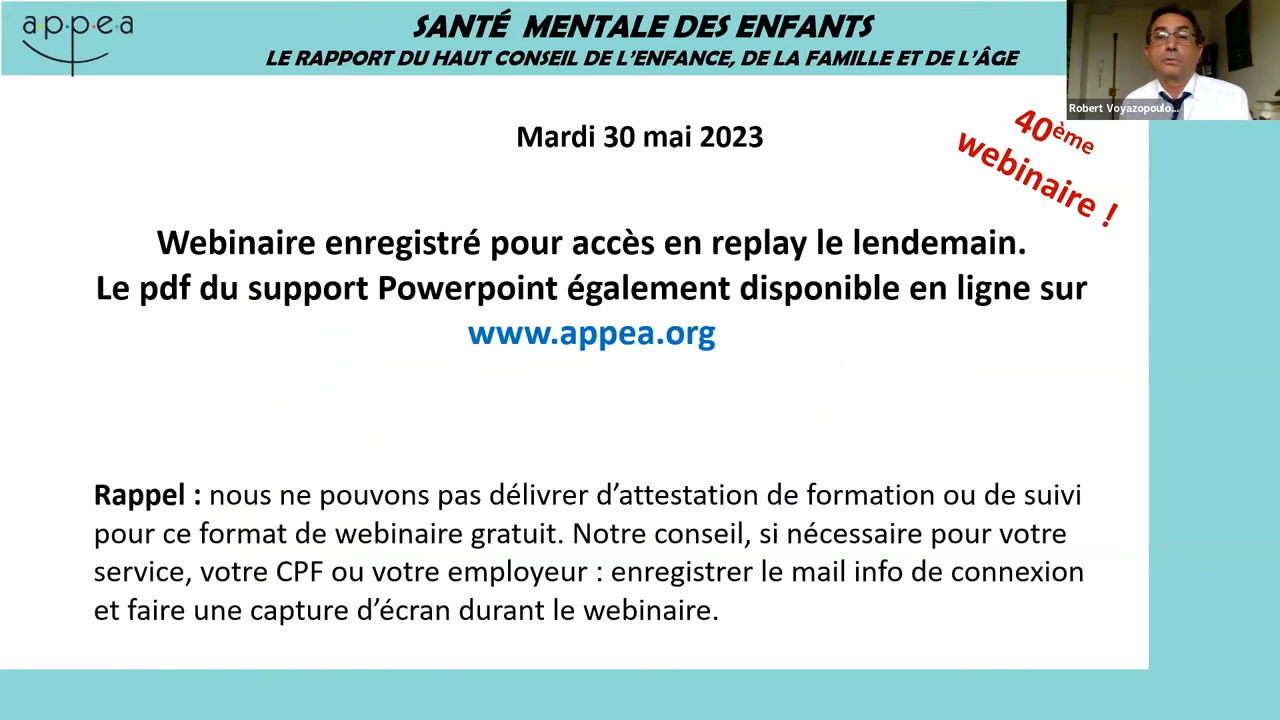 a·p·p·e·a
SANTÉ MENTALE DES ENFANTS
LE RAPPORT DU HAUT CONSEIL DE L'ENFANCE, DE LA FAMILLE ET DE L'ÂGE
Robert Voyazopoulo...
Mardi 30 mai 2023
40ème
webinaire !
Webinaire enregistré pour accès en replay le lendemain.
Le pdf du support Powerpoint également disponible en ligne sur
www.appea.org
Rappel : nous ne pouvons pas délivrer d'attestation de formation ou de suivi
pour ce format de webinaire gratuit. Notre conseil, si nécessaire pour votre
service, votre CPF ou votre employeur : enregistrer le mail info de connexion
et faire une capture d'écran durant le webinaire.